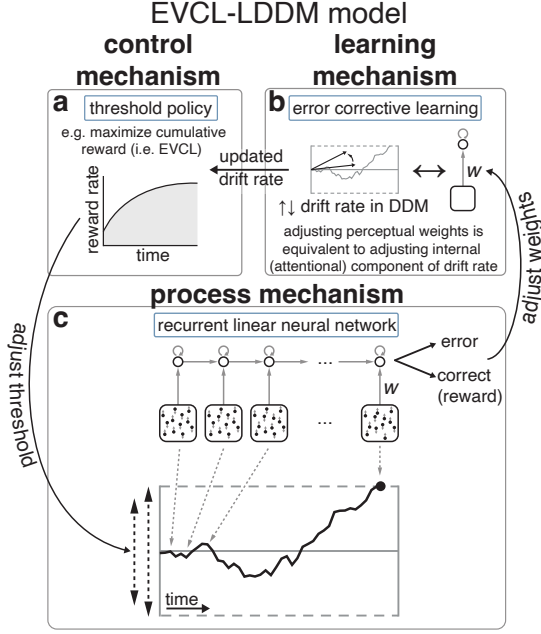 EVCL-LDDM model
control
mechanism
learning
mechanism
a
threshold policy
e.g. maximize cumulative
reward (i.e. EVCL)
reward rate
time
updated
drift rate
b
error corrective learning
w
↑↓ drift rate in DDM
adjusting perceptual weights is
equivalent to adjusting internal
(attentional) component of drift rate
adjust weights
adjust threshold
process mechanism
c
recurrent linear neural network
...
error
correct
(reward)
w
...
time